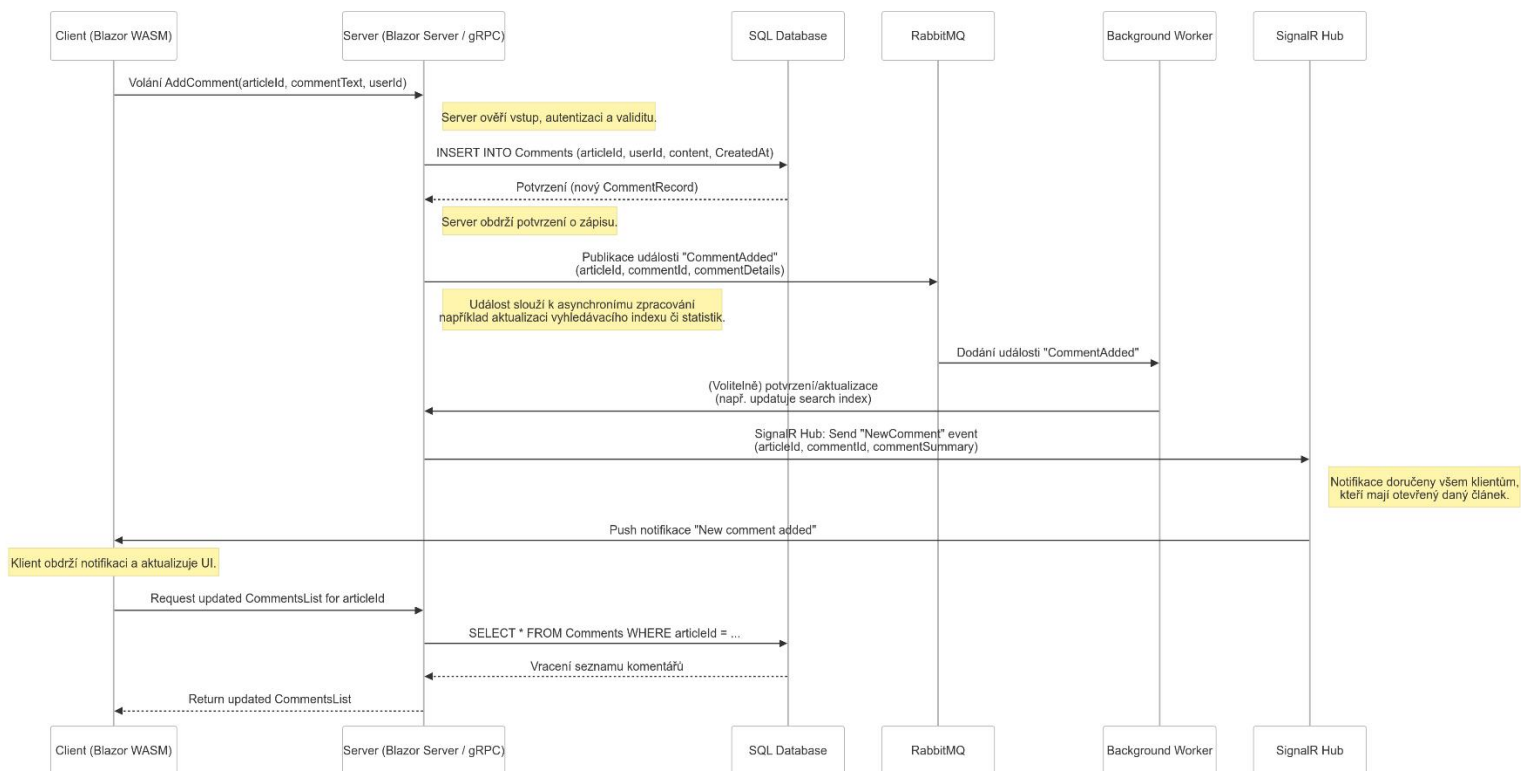 Client (Blazor WASM)
Server (Blazor Server / gRPC)
SQL Database
RabbitMQ
Background Worker
SignalR Hub
Volání AddComment(articleId, commentText, userId)
Server ověří vstup, autentizaci a validitu.
INSERT INTO Comments (articleId, userId, content, CreatedAt)
Potvrzení (nový CommentRecord)
Server obdrží potvrzení o zápisu.
Publikace události "CommentAdded"
(articleId, commentId, commentDetails)
Událost slouží k asynchronímu zpracování
například aktualizaci vyhledávacího indexu či statistik.
Dodání události "CommentAdded"
(Volitelně) potvrzení/aktualizace
(např. updatuje search index)
SignalR Hub: Send "NewComment" event
(articleId, commentId, commentSummary)
Notifikace doručeny všem klientům,
kteří mají otevřený daný článek.
Push notifikace "New comment added"
Klient obdrží notifikaci a aktualizuje UI.
Request updated CommentsList for articleId
SELECT * FROM Comments WHERE articleId = ...
Vracení seznamu komentářů
Return updated CommentsList
Client (Blazor WASM)
Server (Blazor Server / gRPC)
SQL Database
RabbitMQ
Background Worker
SignalR Hub